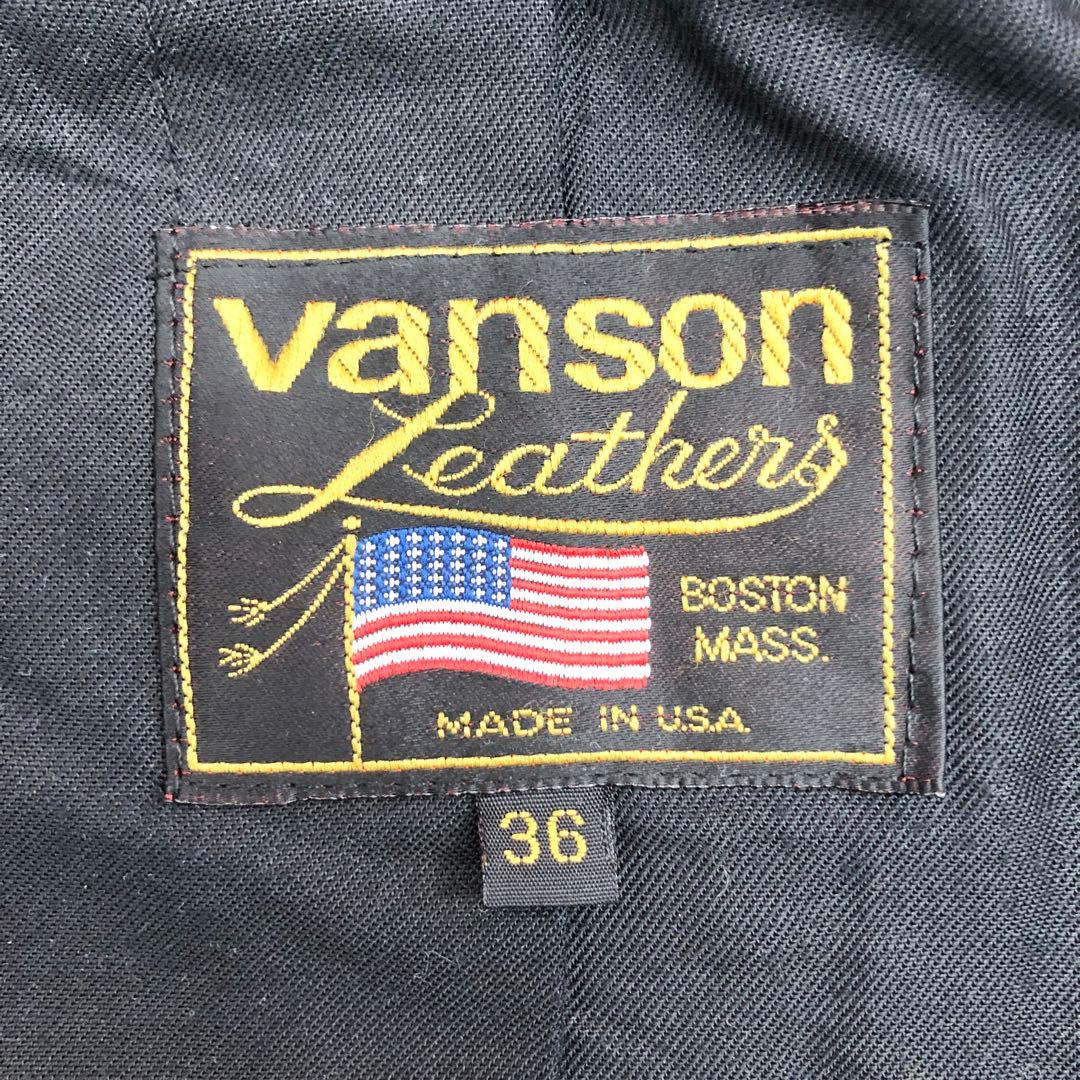 vanson
Leathers
BOSTON
MASS.
MADE IN U.S.A.
36